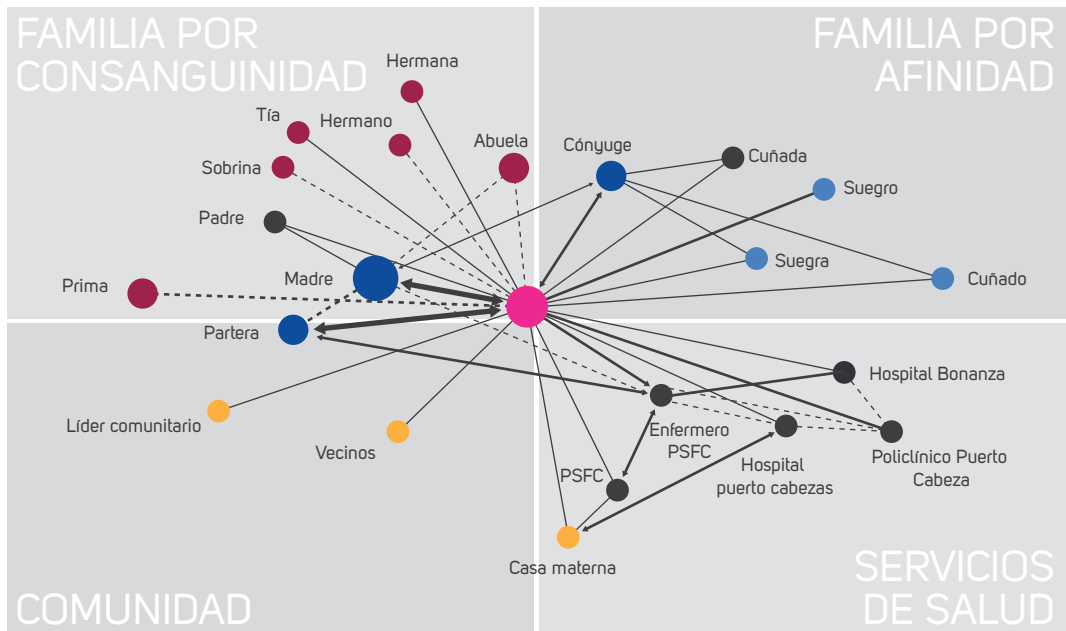 FAMILIA POR
CONSANGUINIDAD
FAMILIA POR
AFINIDAD
Hermana
Tía
Hermano
Abuela
Sobrina
Padre
Madre
Prima
Partera
Cónyuge
Cuñada
Suegro
Suegra
Cuñado
Líder comunitario
Vecinos
Hospital Bonanza
Enfermero
PSFC
Hospital
puerto cabezas
Policlínico Puerto
Cabeza
PSFC
Casa materna
COMUNIDAD
SERVICIOS
DE SALUD